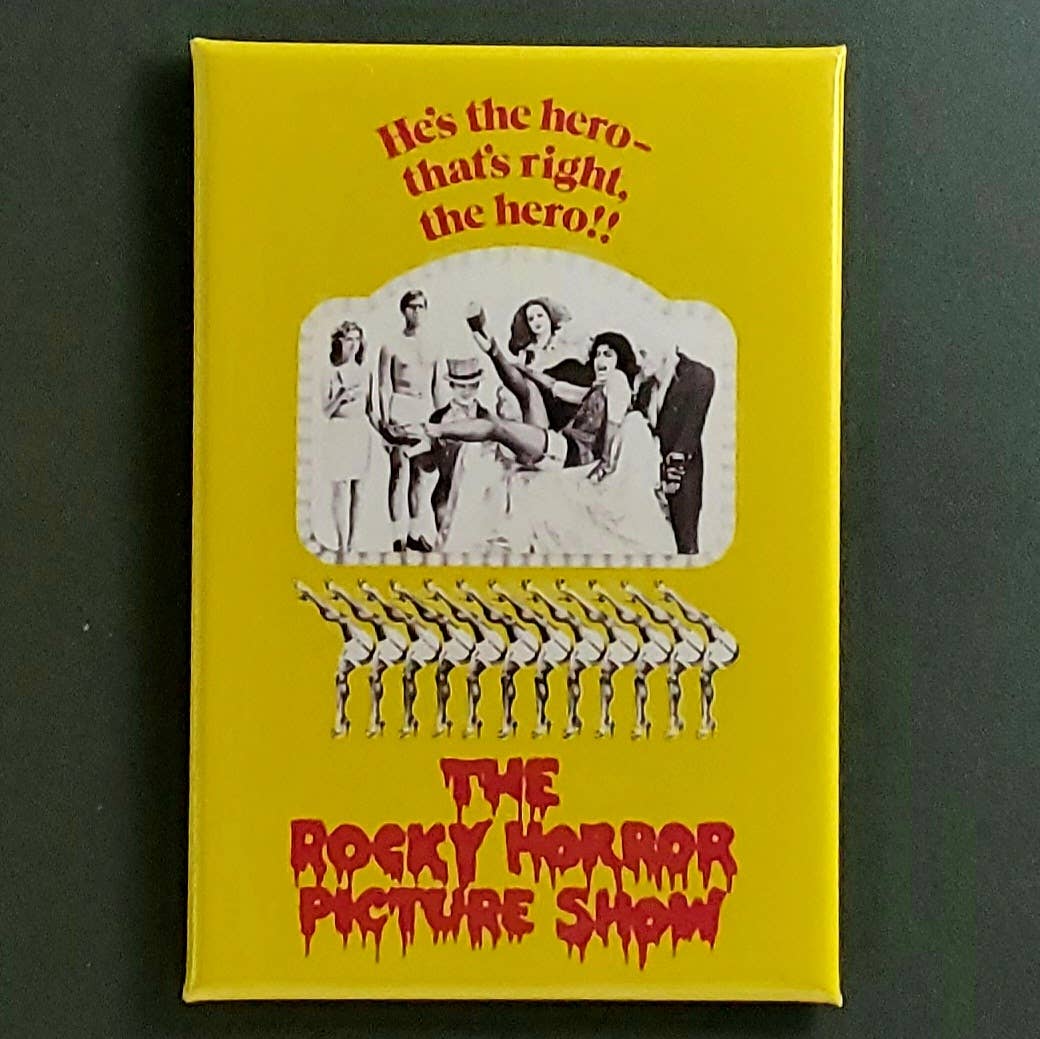 He's the hero–
that's right,
the hero!!
THE
ROCKY HORROR
PICTURE SHOW